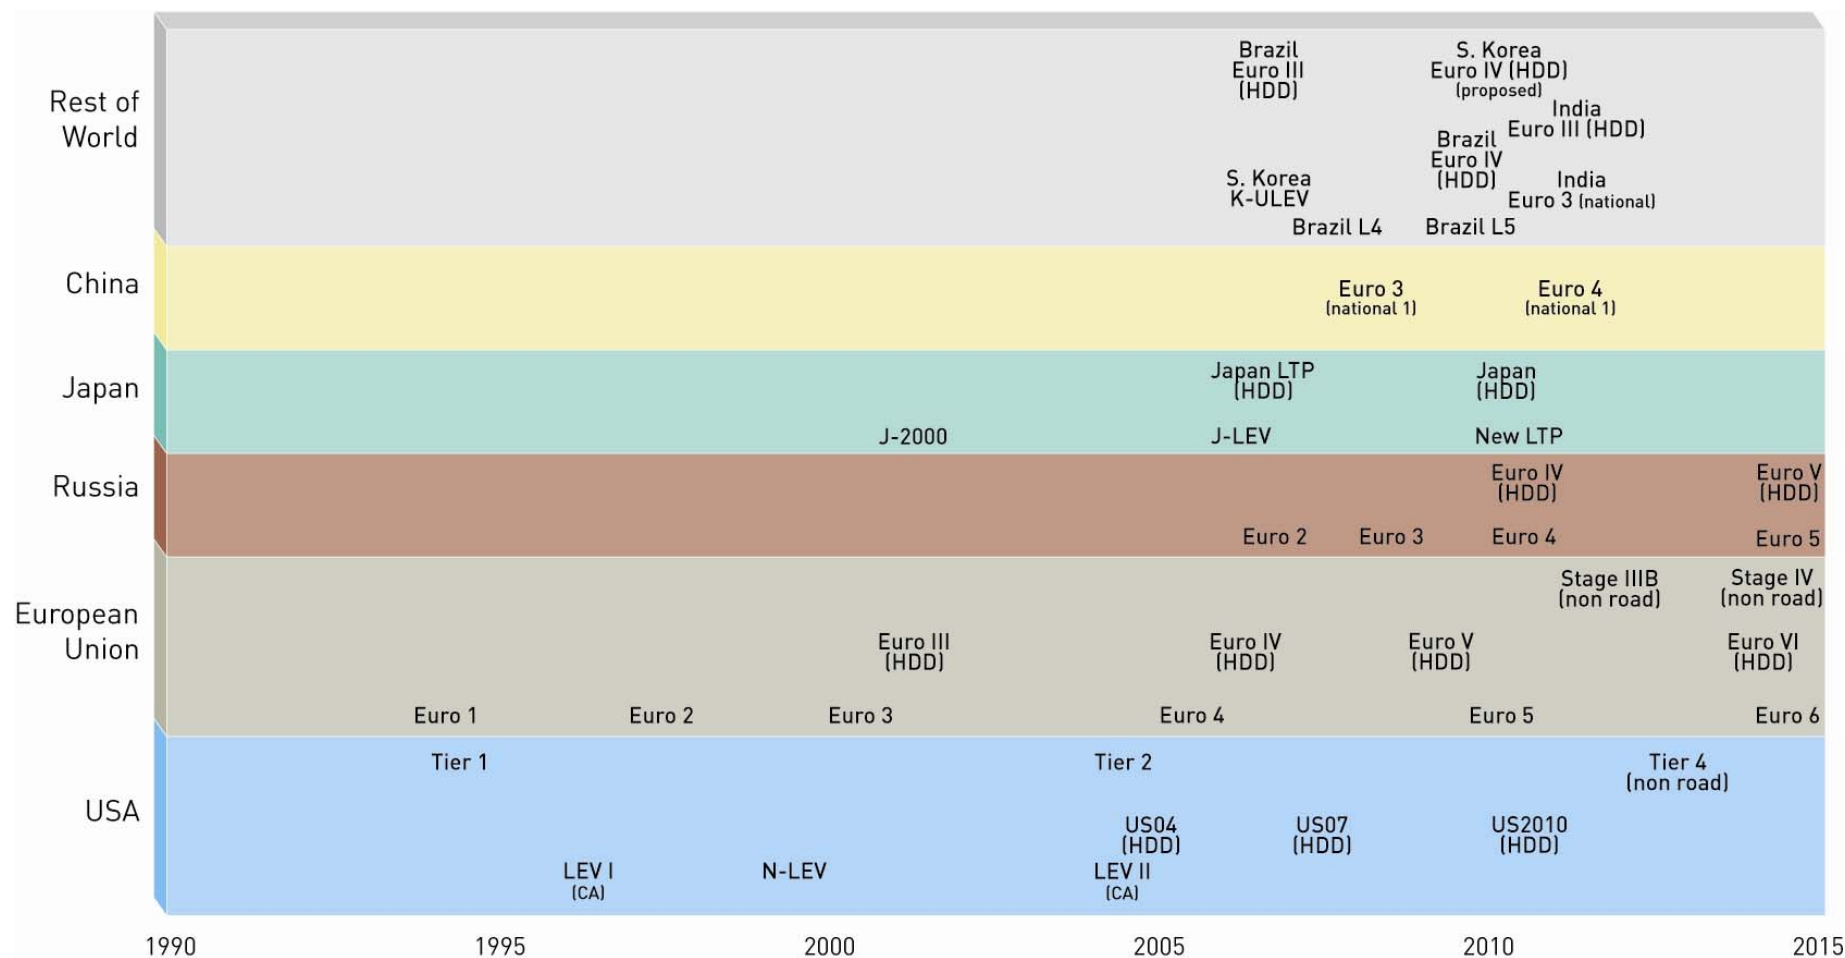 Rest of
World
Brazil
Euro III
(HDD)
S. Korea
Euro IV (HDD)
(proposed)
India
Euro III (HDD)
Brazil
Euro IV
(HDD)
S. Korea
K-ULEV
India
Euro 3 (national)
Brazil L4
Brazil L5
China
Euro 3
(national 1)
Euro 4
(national 1)
Japan
Japan LTP
(HDD)
Japan
(HDD)
J-2000
J-LEV
New LTP
Russia
Euro IV
(HDD)
Euro V
(HDD)
Euro 2
Euro 3
Euro 4
Euro 5
European
Union
Stage IIIB
(non road)
Stage IV
(non road)
Euro III
(HDD)
Euro IV
(HDD)
Euro V
(HDD)
Euro VI
(HDD)
Euro 1
Euro 2
Euro 3
Euro 4
Euro 5
Euro 6
USA
Tier 1
Tier 2
Tier 4
(non road)
US04
(HDD)
US07
(HDD)
US2010
(HDD)
LEV I
(CA)
N-LEV
LEV II
(CA)
1990
1995
2000
2005
2010
2015